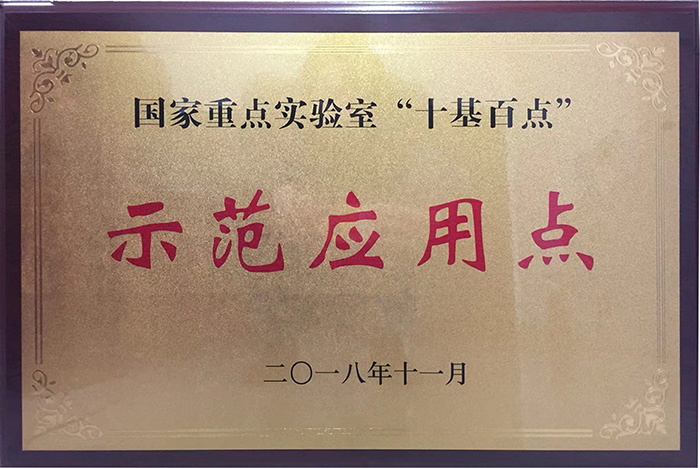 国家重点实验室“十基百点”
示范应用点
二〇一八年十一月